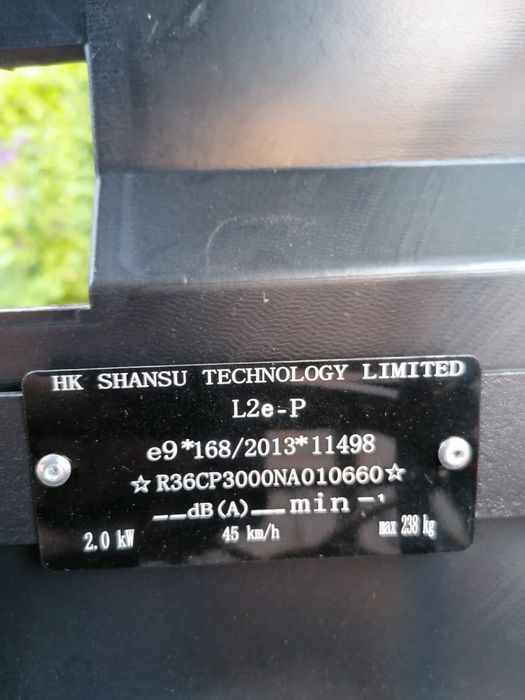 HK SHANSU TECHNOLOGY LIMITED
L2e-P
e9*168/2013*11498
☆R36CP3000NA010660☆
__dB(A)___min⁻¹
2.0 kW 45 km/h max 238 kg